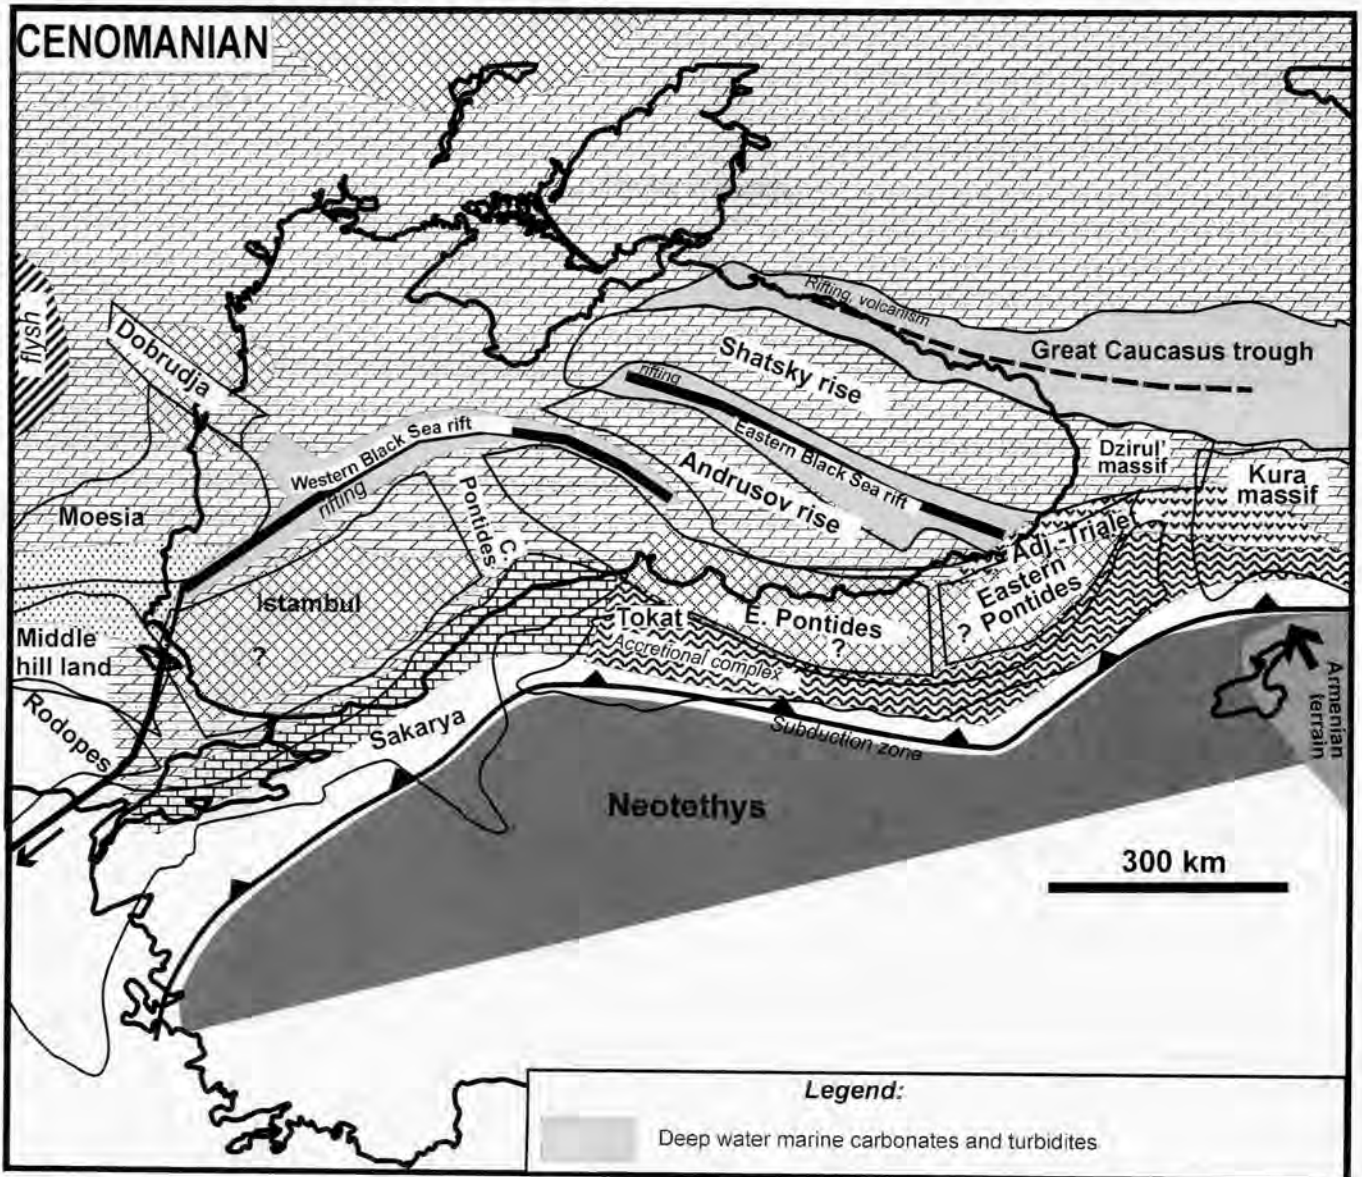 CENOMANIAN
flysh
Dobrudja
Rifting, volcanism
Great Caucasus trough
Shatsky rise
rifting
Eastern Black Sea rift
Western Black Sea rift
rifting
Andrusov rise
Dzirul'
massif
Kura
massif
Moesia
C.
Pontides
Adj.-Triale
Eastern
Pontides
?
Istambul
?
Tokat
E. Pontides
?
Accretional complex
Middle
hill land
Rodopes
Sakarya
Subduction zone
Armenian
terrain
Neotethys
300 km
Legend:
Deep water marine carbonates and turbidites